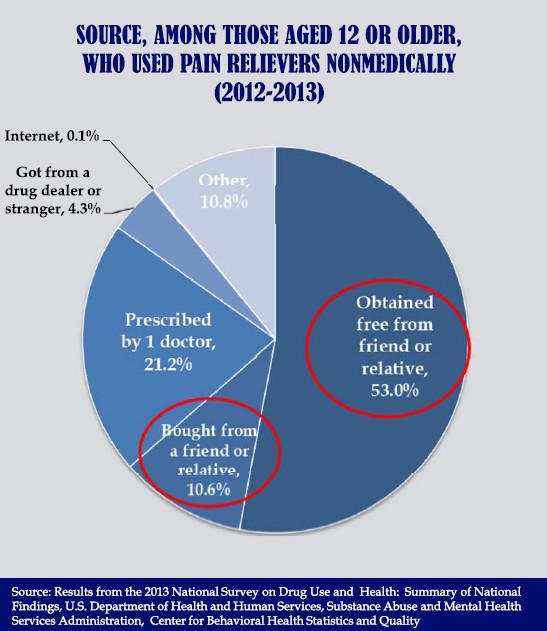 SOURCE, AMONG THOSE AGED 12 OR OLDER,
WHO USED PAIN RELIEVERS NONMEDICALLY
(2012-2013)
Internet, 0.1%
Got from a
drug dealer or
stranger, 4.3%
Other,
10.8%
Obtained
free from
friend or
relative,
53.0%
Prescribed
by 1 doctor,
21.2%
Bought from
a friend or
relative,
10.6%
Source: Results from the 2013 National Survey on Drug Use and Health: Summary of National
Findings, U.S. Department of Health and Human Services, Substance Abuse and Mental Health
Services Administration, Center for Behavioral Health Statistics and Quality